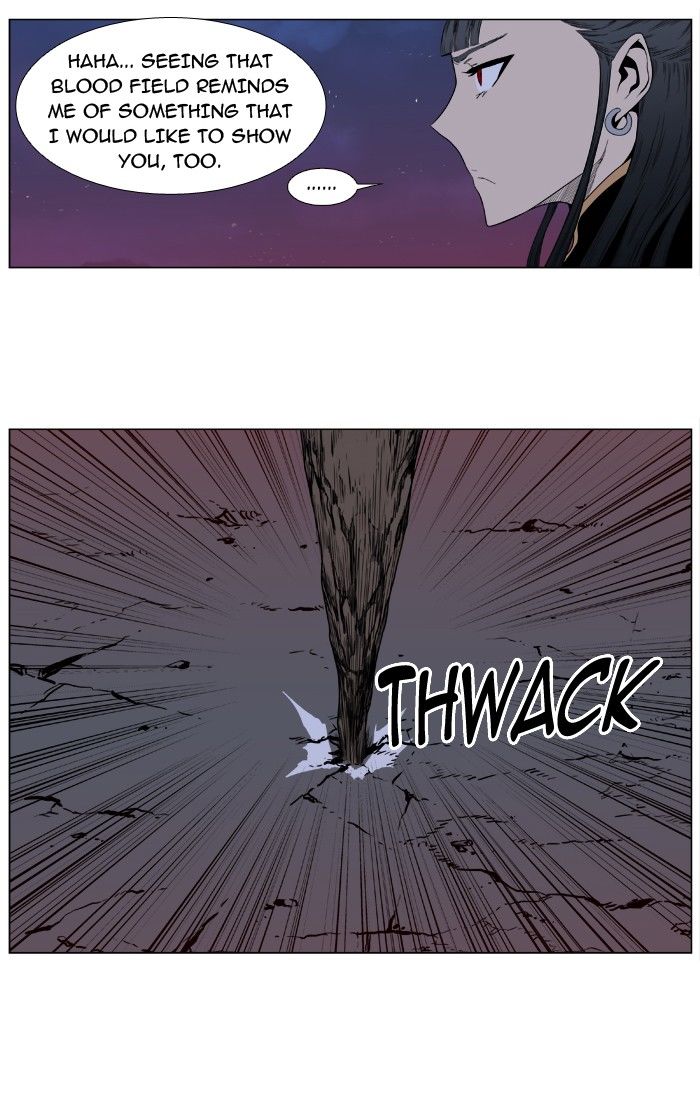 HAHA... SEEING THAT
BLOOD FIELD REMINDS
ME OF SOMETHING THAT
I WOULD LIKE TO SHOW
YOU, TOO.
......
THWACK